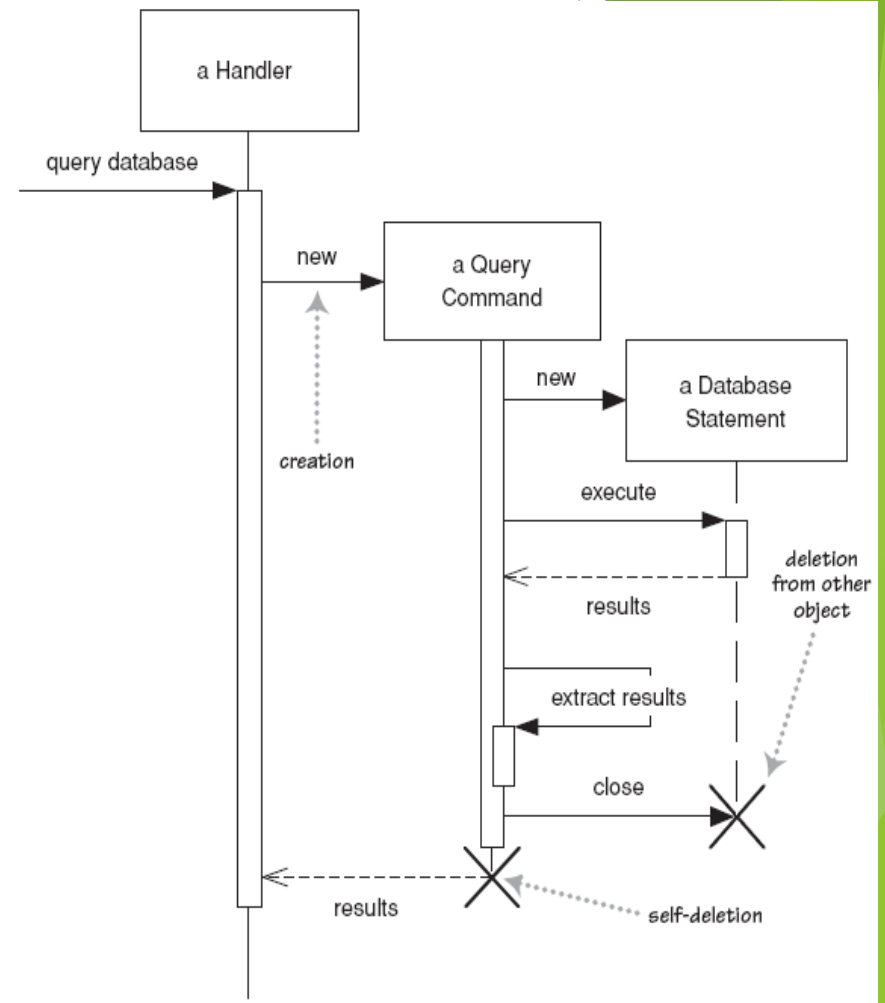 a Handler
query database
new
a Query
Command
new
a Database
Statement
creation
execute
deletion
from other
object
results
extract results
close
results
self-deletion